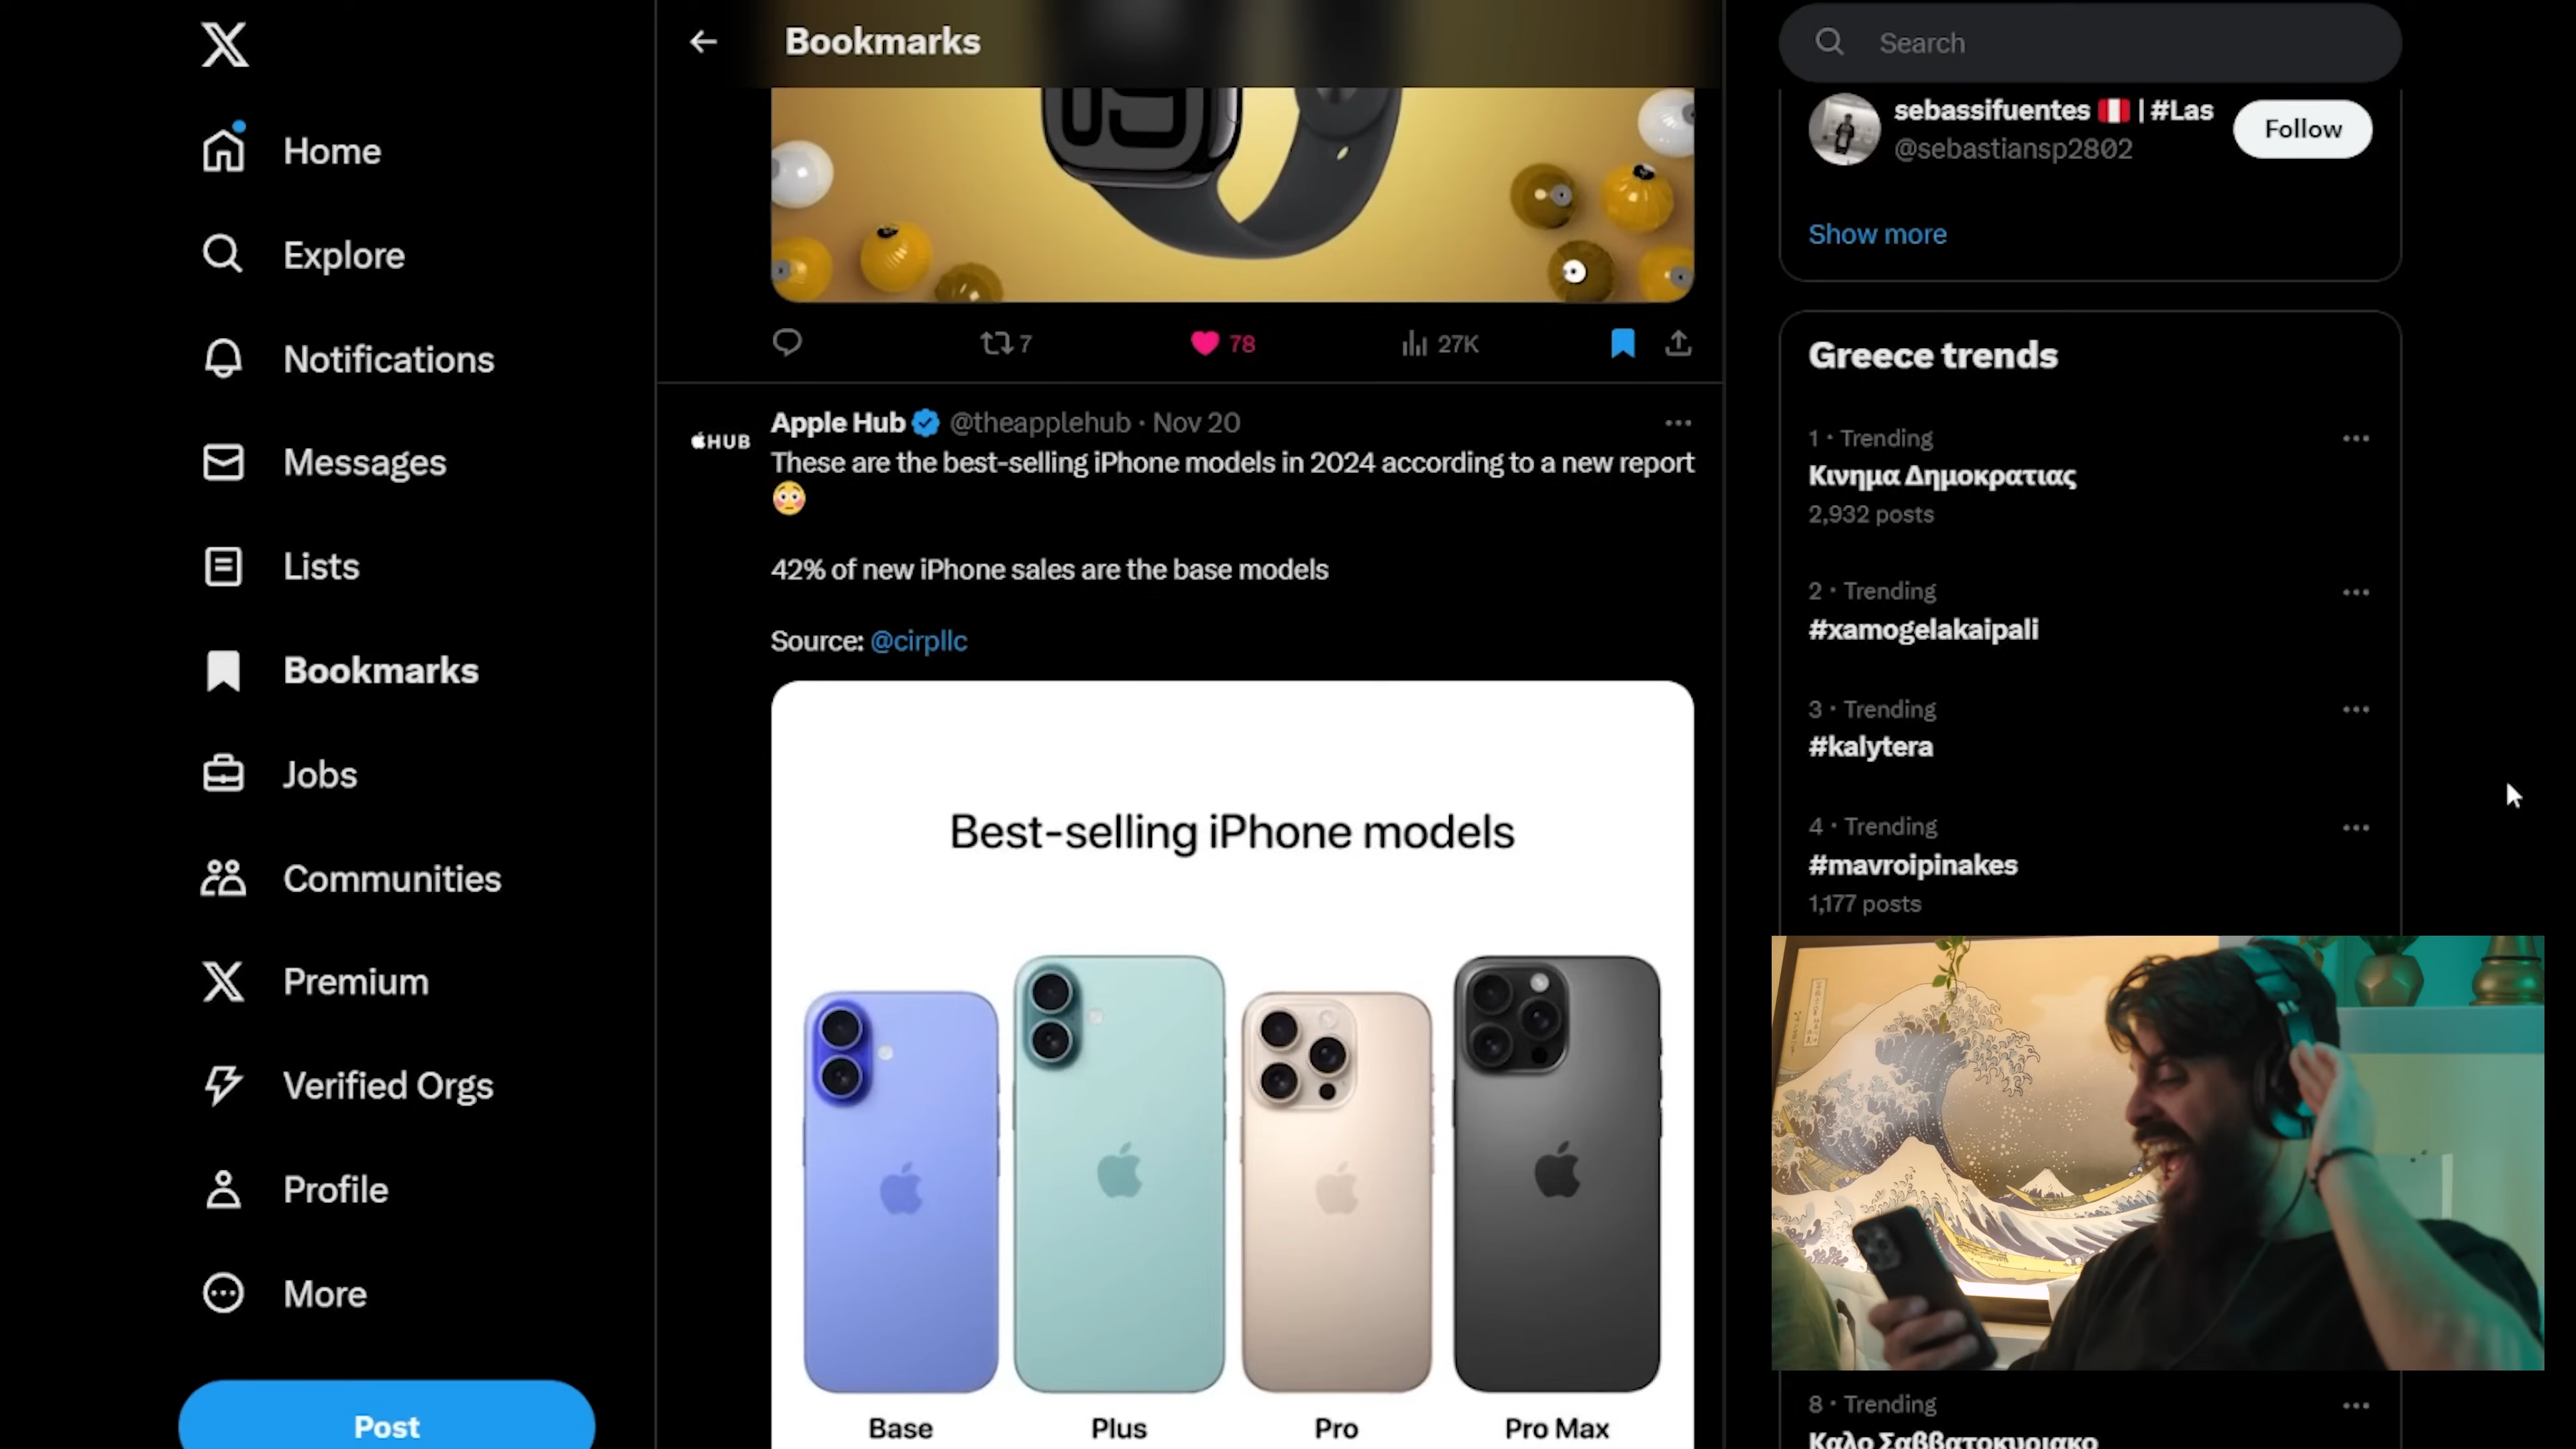 Home
Explore
Notifications
Messages
Lists
Bookmarks
Jobs
Communities
Premium
Verified Orgs
Profile
More
Post
Bookmarks
7
78
27K
HUB
Apple Hub @theapplehub · Nov 20
These are the best-selling iPhone models in 2024 according to a new report
😳
42% of new iPhone sales are the base models
Source: @cirpllc
Best-selling iPhone models
Base
Plus
Pro
Pro Max
Search
sebassifuentes 🇵🇪 | #Las
@sebastiansp2802
Follow
Show more
Greece trends
1 · Trending
Κινημα Δημοκρατιας
2,932 posts
2 · Trending
#xamogelakaipali
3 · Trending
#kalytera
4 · Trending
#mavroipinakes
1,177 posts
8 · Trending
Καλο Σαββατοκυριακο